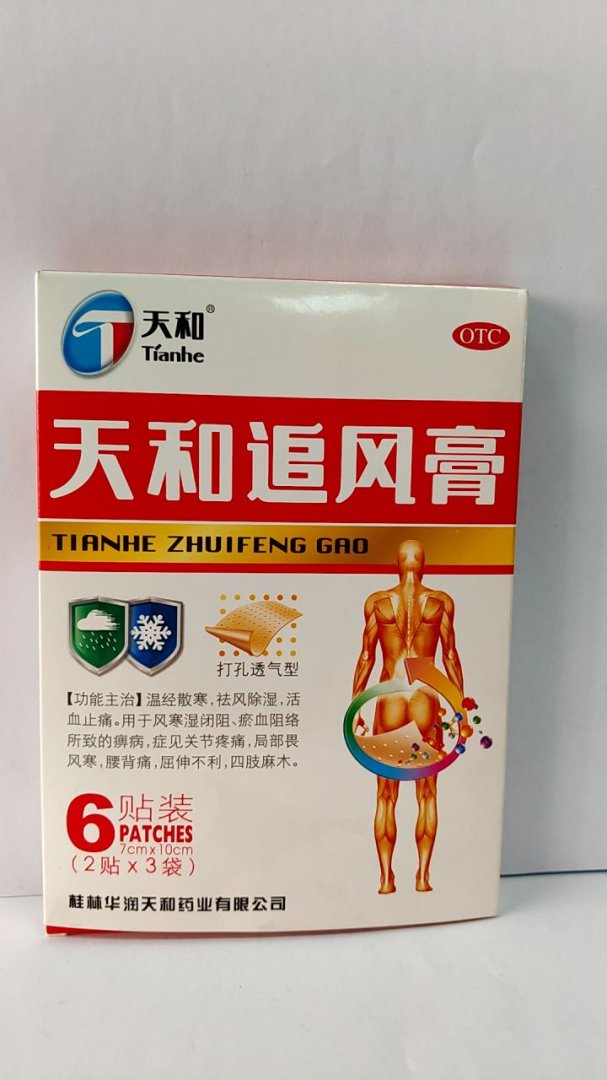 天和®
Tianhe
OTC
天和追风膏
TIANHE ZHUIFENG GAO
打孔透气型
【功能主治】温经散寒，祛风除湿，活
血止痛。用于风寒湿闭阻、瘀血阻络
所致的痹病，症见关节疼痛，局部畏
风寒，腰背痛，屈伸不利，四肢麻木。
6贴装
PATCHES
7cmx10cm
(2贴x3袋)
桂林华润天和药业有限公司